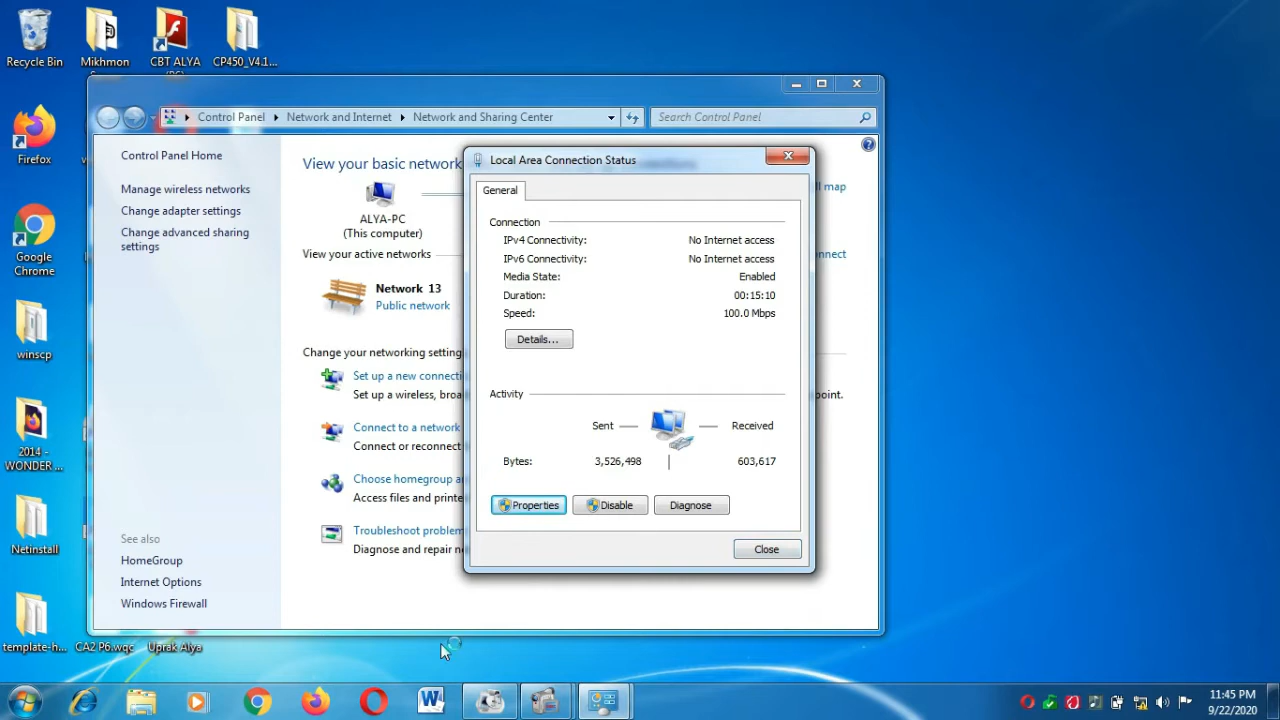 Recycle Bin
Mikhmon
CBT ALYA
CP450_V4.1...
Firefox
Google
Chrome
winscp
2014 -
WONDER ...
Netinstall
template-h...
CA2 P6.wqc
Uprak Alya
Control Panel
Network and Internet
Network and Sharing Center
Search Control Panel
Control Panel Home
Manage wireless networks
Change adapter settings
Change advanced sharing
settings
See also
HomeGroup
Internet Options
Windows Firewall
View your basic network
ll map
ALYA-PC
(This computer)
View your active networks
nnect
Network 13
Public network
Change your networking setting
Set up a new connecti
Set up a wireless, broa
point.
Connect to a network
Connect or reconnect
Choose homegroup a
Access files and printe
Troubleshoot problem
Diagnose and repair ne
Local Area Connection Status
General
Connection
IPv4 Connectivity: No Internet access
IPv6 Connectivity: No Internet access
Media State: Enabled
Duration: 00:15:10
Speed: 100.0 Mbps
Details...
Activity
Sent
Received
Bytes: 3,526,498 603,617
Properties
Disable
Diagnose
Close
11:45 PM
9/22/2020